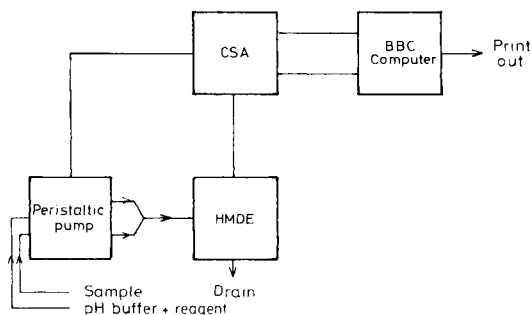 CSA
BBC
Computer
Print
out
Peristaltic
pump
HMDE
Sample
pH buffer + reagent
Drain